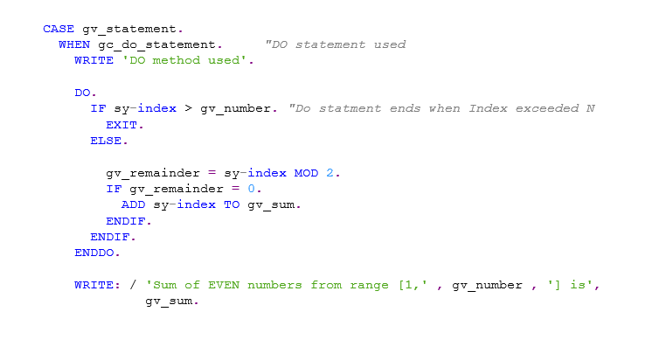 CASE gv_statement.
WHEN gc_do_statement. "DO statement used
WRITE 'DO method used'.
DO.
IF sy-index > gv_number. "Do statment ends when Index exceeded N
EXIT.
ELSE.
gv_remainder = sy-index MOD 2.
IF gv_remainder = 0.
ADD sy-index TO gv_sum.
ENDIF.
ENDIF.
ENDDO.
WRITE: / 'Sum of EVEN numbers from range [1,' , gv_number , '] is',
gv_sum.